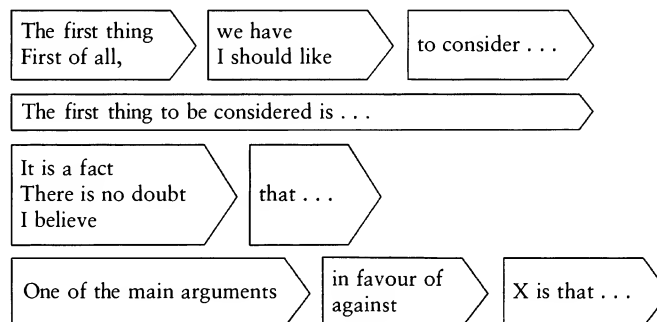 The first thing
First of all,
we have
I should like
to consider . . .
The first thing to be considered is . . .
It is a fact
There is no doubt
I believe
that . . .
One of the main arguments
in favour of
against
X is that . . .